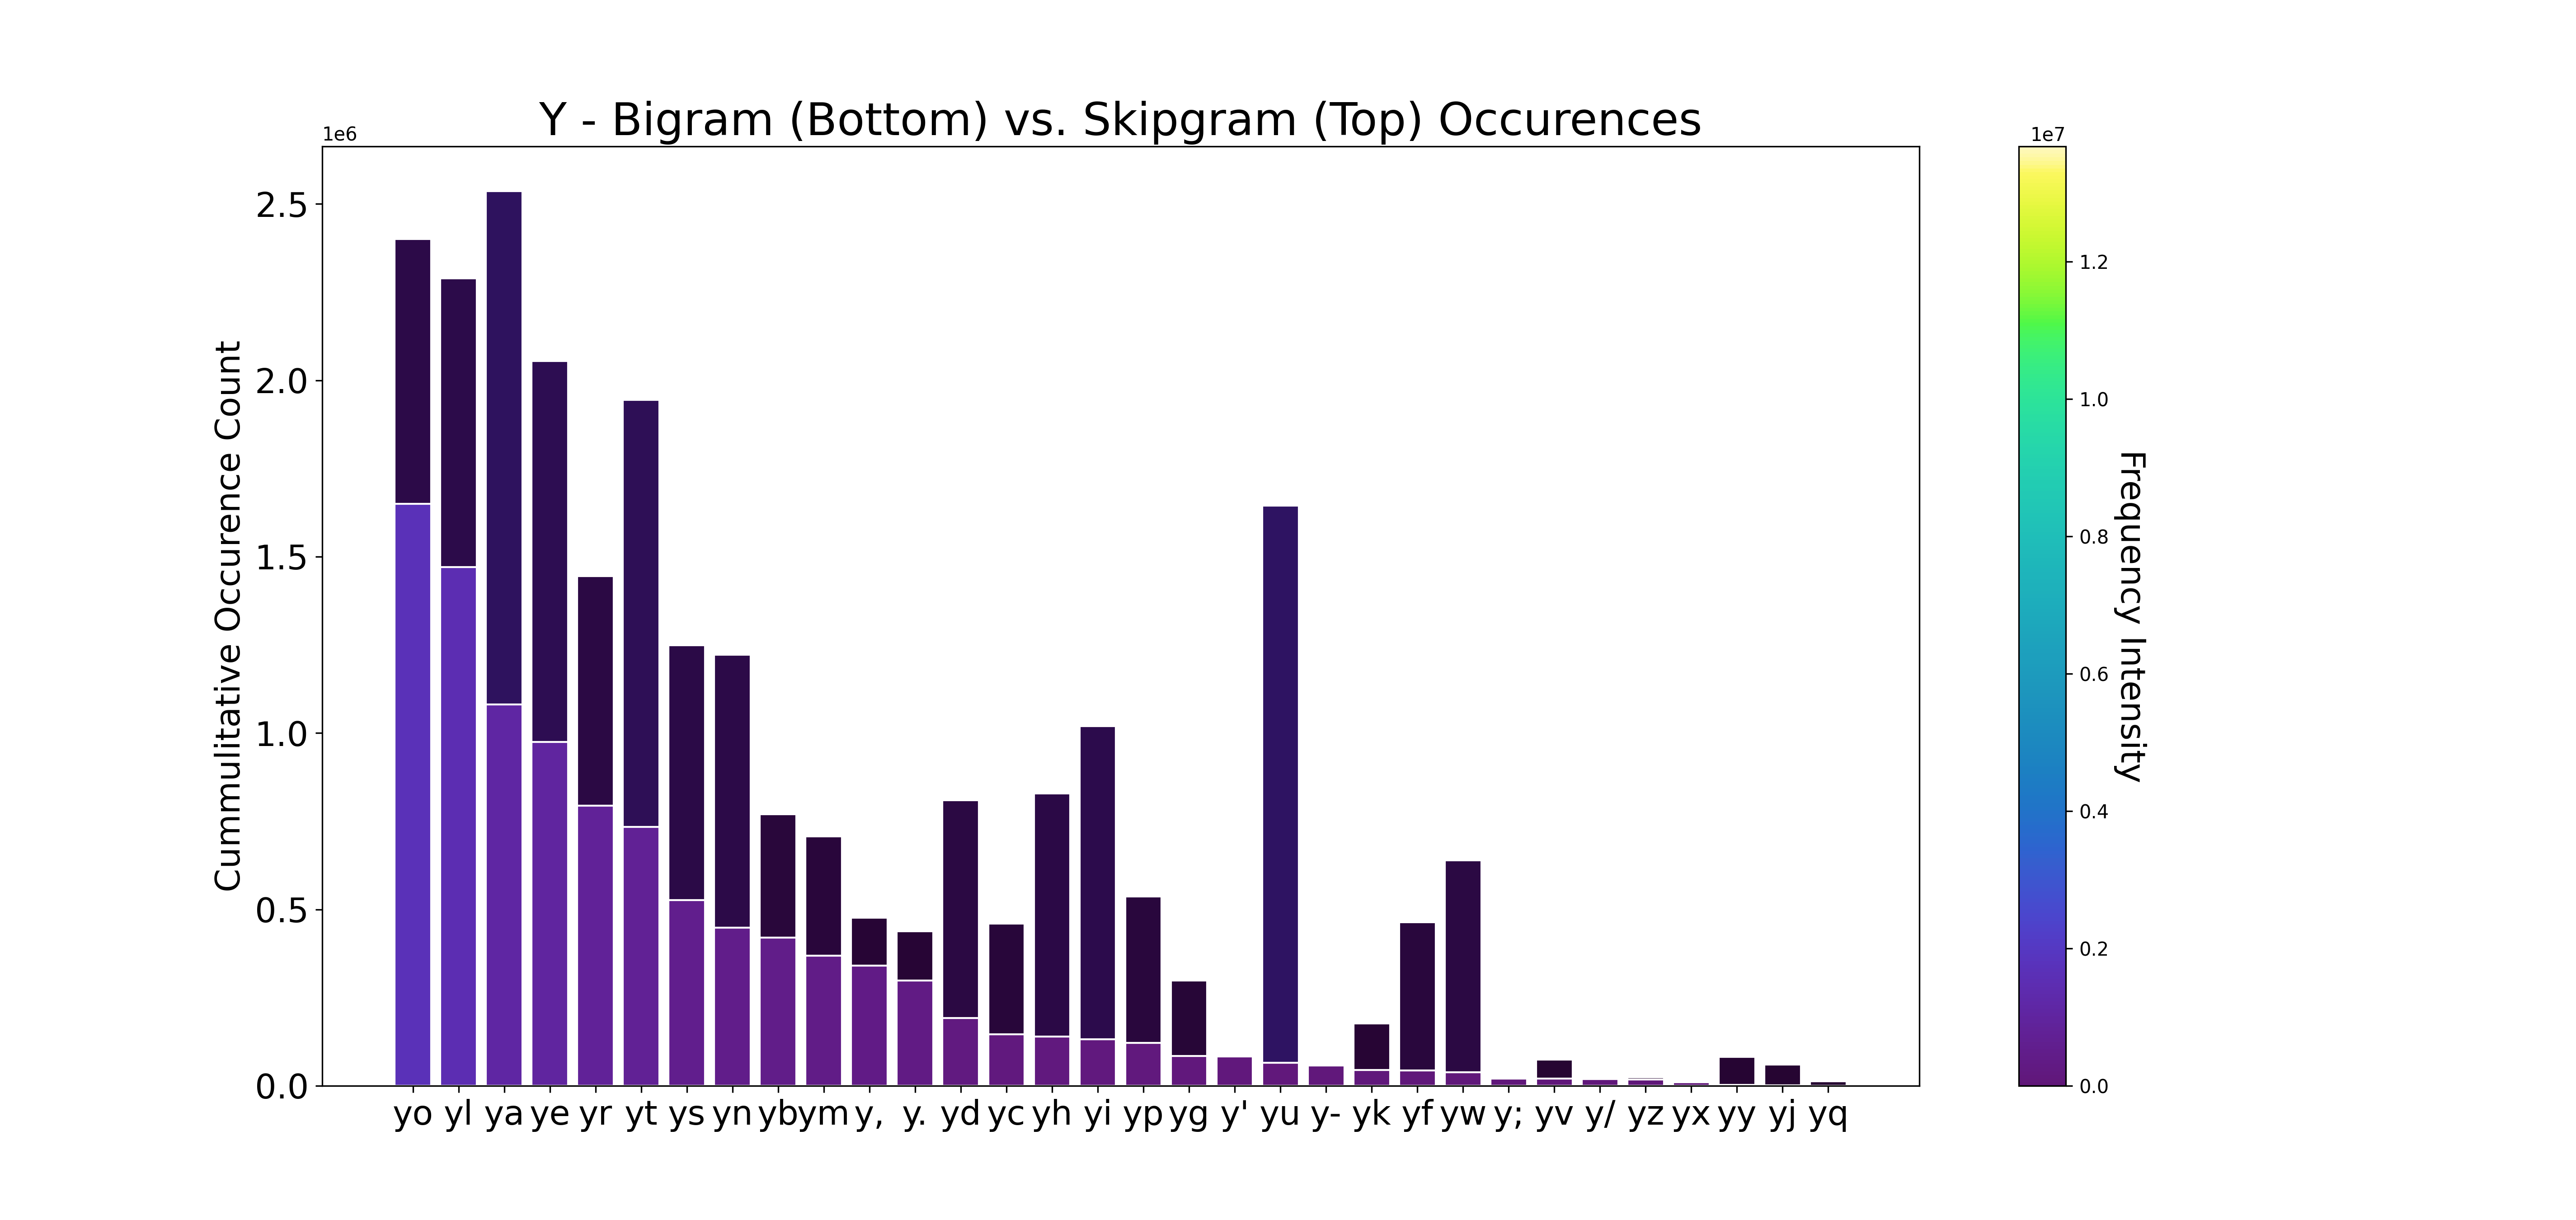 Y - Bigram (Bottom) vs. Skipgram (Top) Occurences
1e6
2.5
2.0
1.5
1.0
0.5
0.0
Cummulitative Occurence Count
yo yl ya ye yr yt ys yn yb ym y, y. yd yc yh yi yp yg y' yu y- yk yf yw y; yv y/ yz yx yy yj yq
1e7
1.2
1.0
0.8
0.6
0.4
0.2
0.0
Frequency Intensity